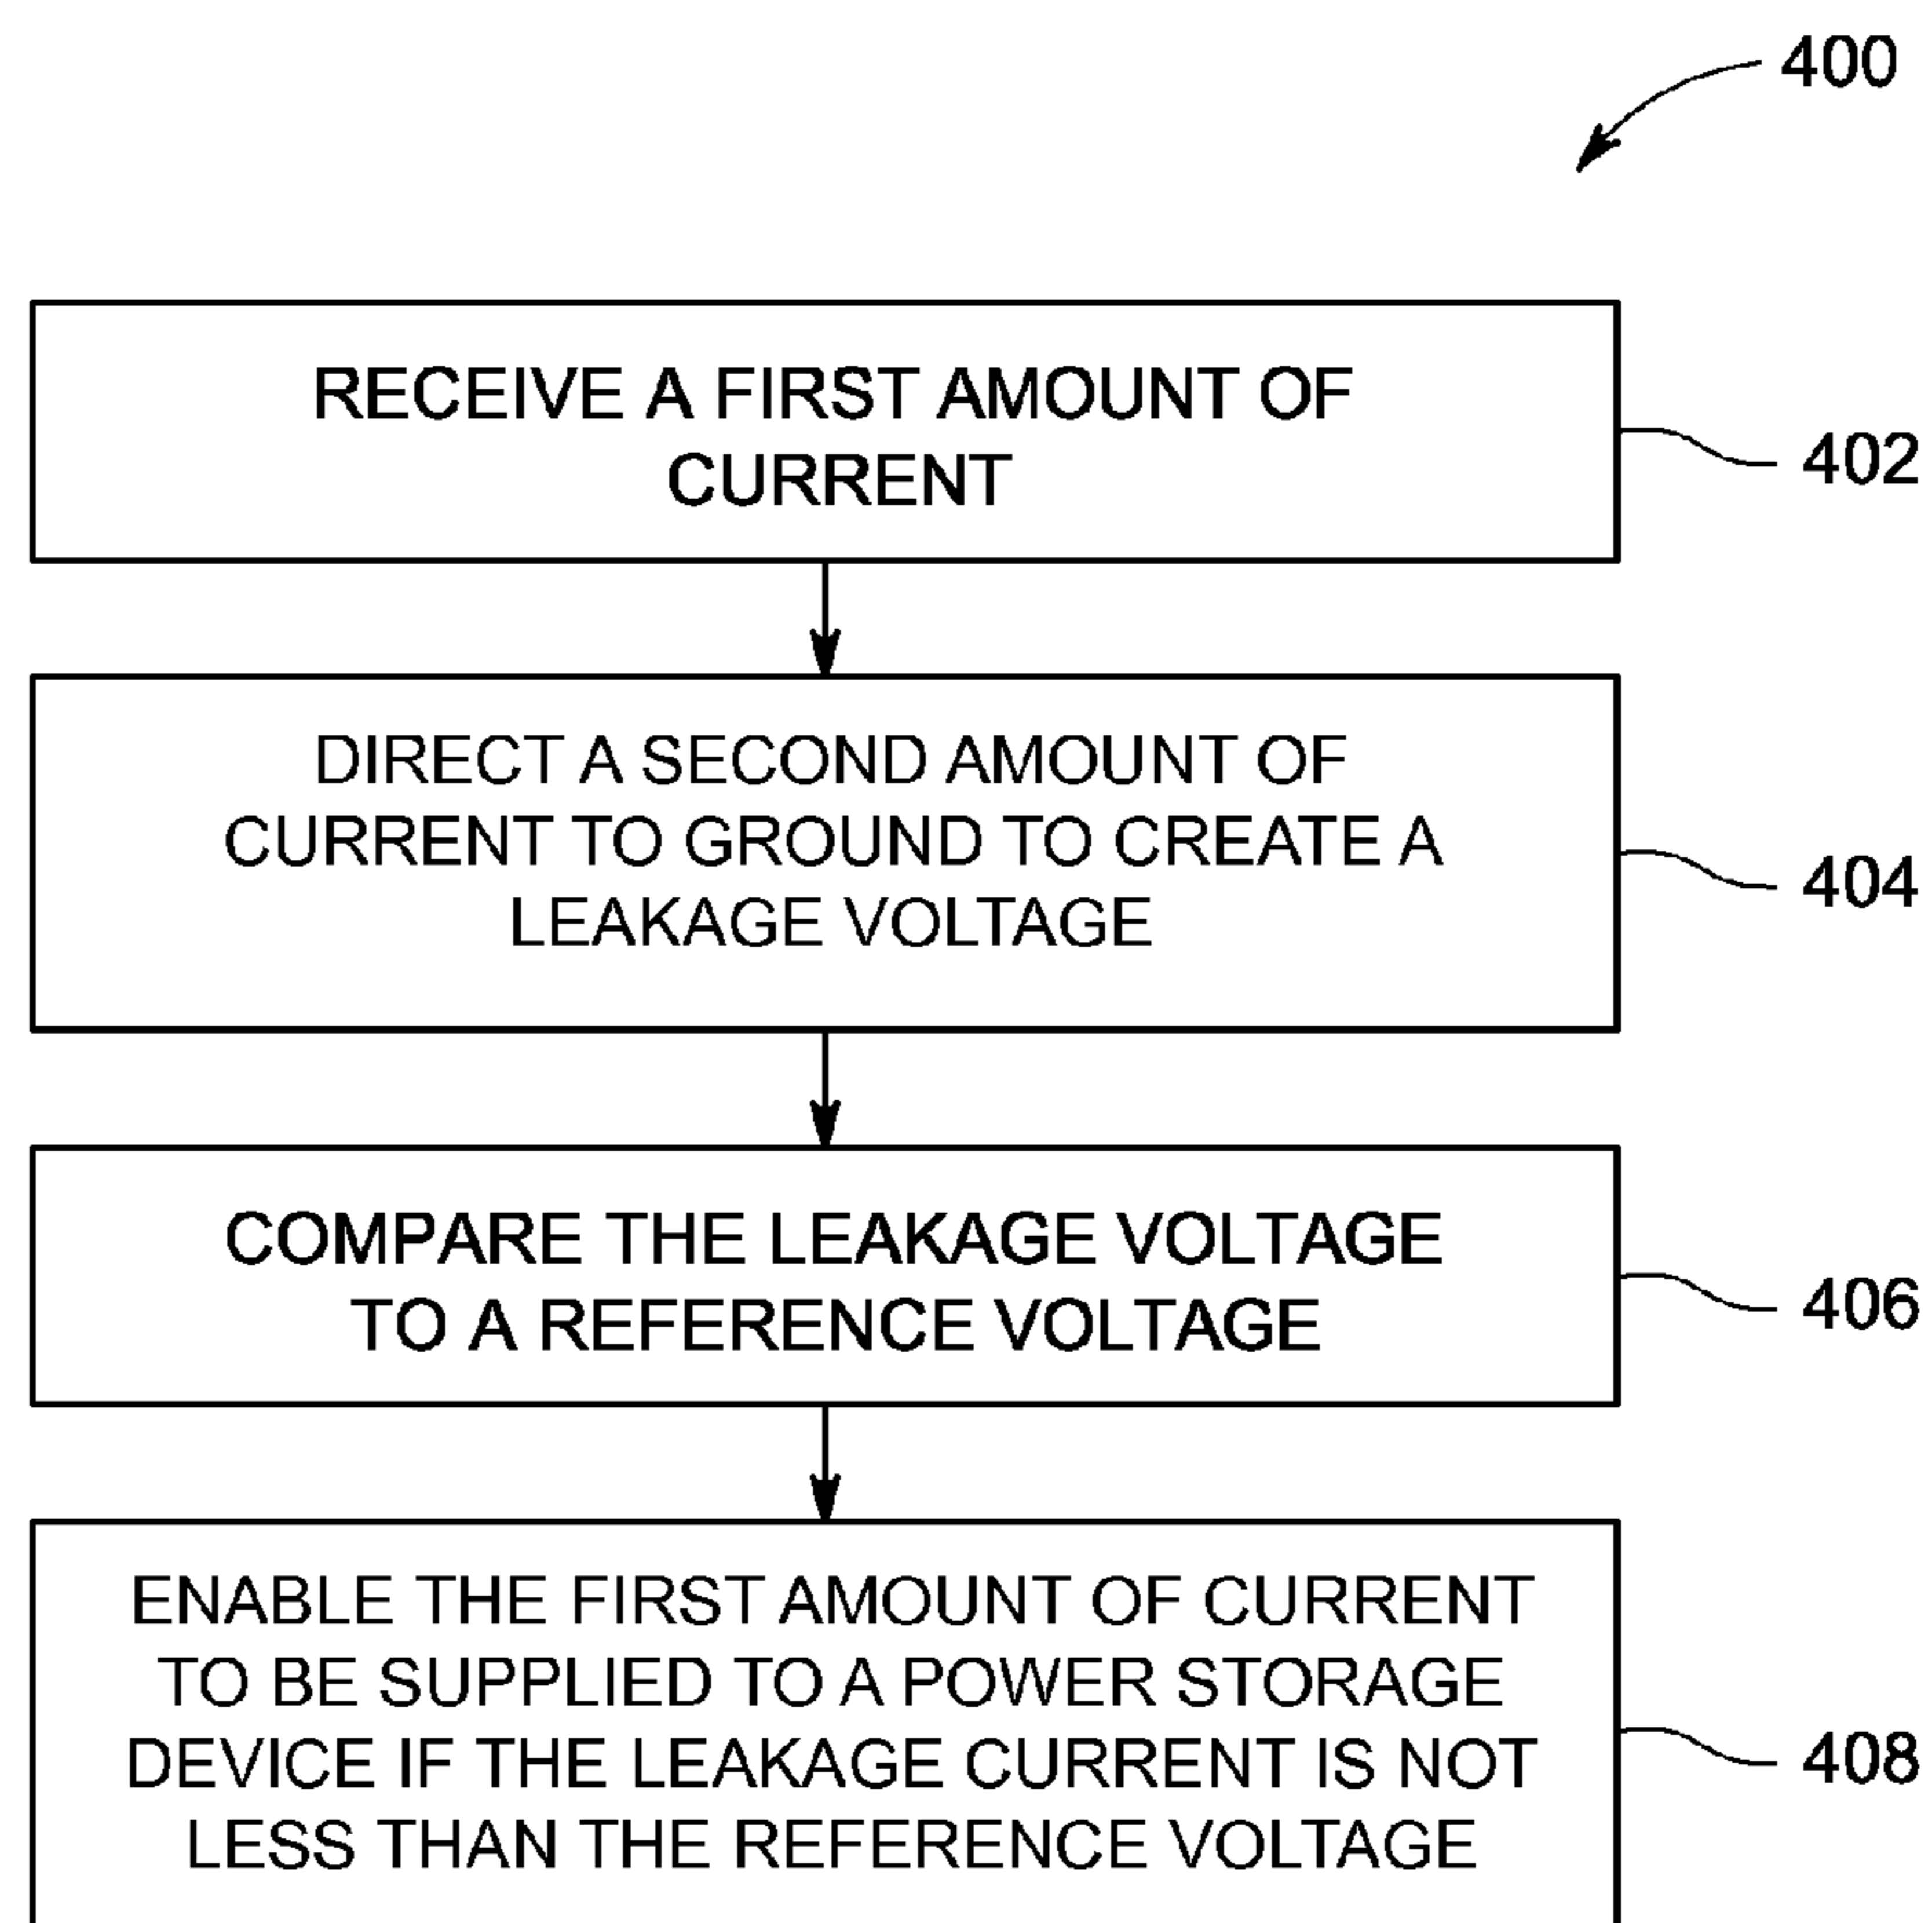 400
RECEIVE A FIRST AMOUNT OF
CURRENT
402
DIRECT A SECOND AMOUNT OF
CURRENT TO GROUND TO CREATE A
LEAKAGE VOLTAGE
404
COMPARE THE LEAKAGE VOLTAGE
TO A REFERENCE VOLTAGE
406
ENABLE THE FIRST AMOUNT OF CURRENT
TO BE SUPPLIED TO A POWER STORAGE
DEVICE IF THE LEAKAGE CURRENT IS NOT
LESS THAN THE REFERENCE VOLTAGE
408